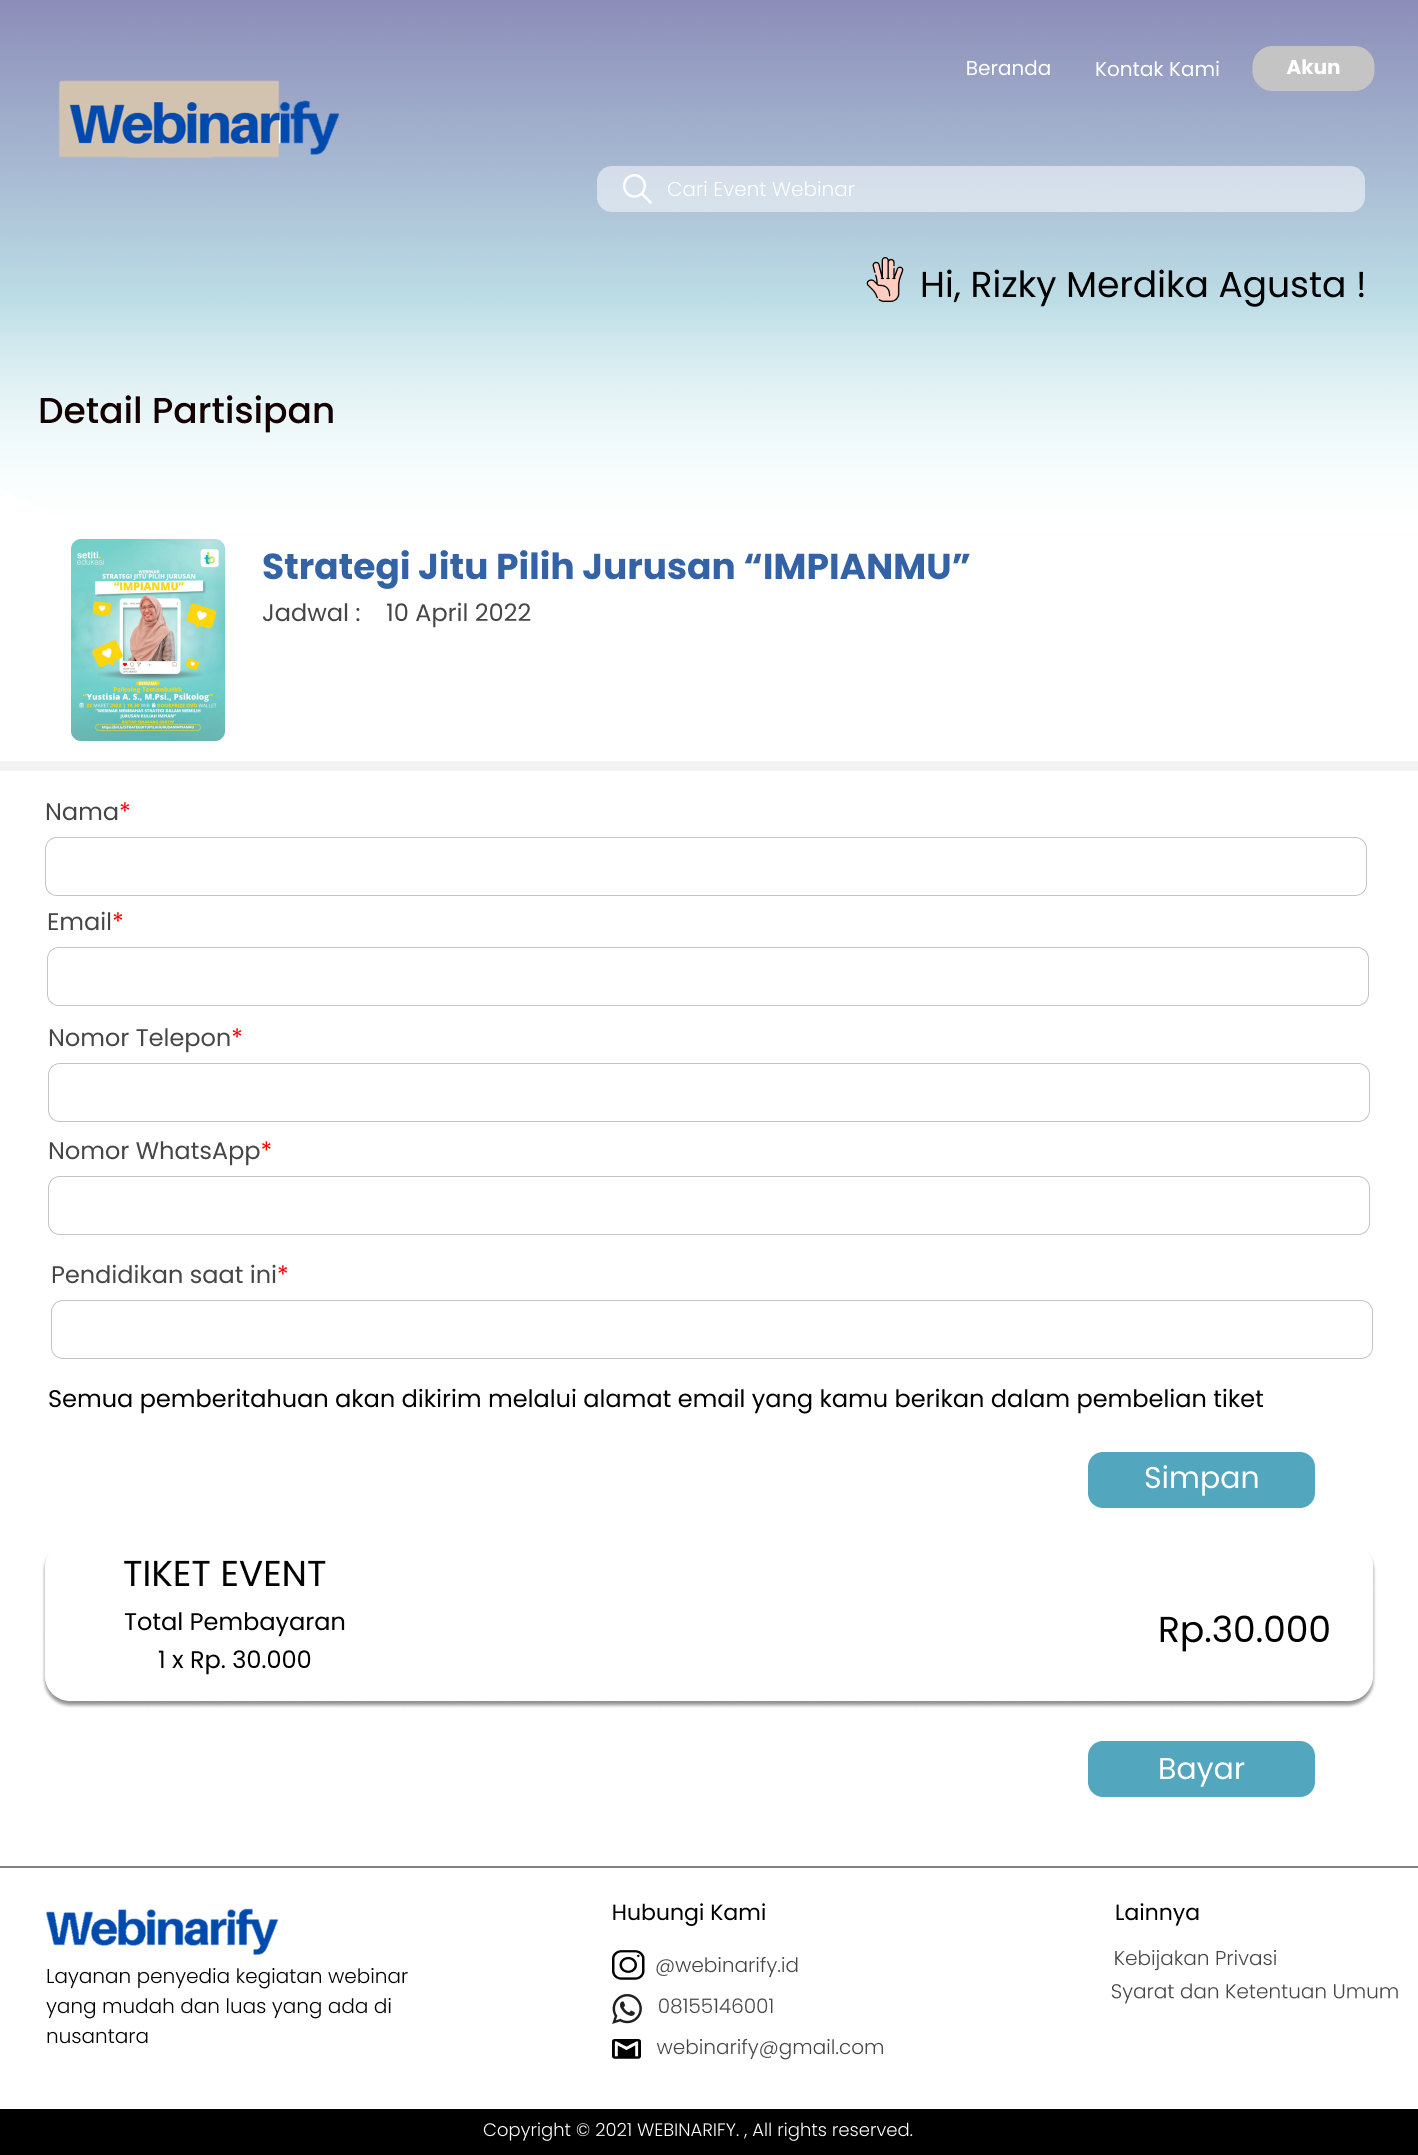 Beranda
Kontak Kami
Akun
Webinarify
Cari Event Webinar
Hi, Rizky Merdika Agusta !
Detail Partisipan
setiti
edukasi
WEBINAR
STRATEGI JITU PILIH JURUSAN
"IMPIANMU"
Psikolog
"Yustisia A. S., M.Psi., Psikolog"
Strategi Jitu Pilih Jurusan “IMPIANMU”
Jadwal : 10 April 2022
Nama*
Email*
Nomor Telepon*
Nomor WhatsApp*
Pendidikan saat ini*
Semua pemberitahuan akan dikirim melalui alamat email yang kamu berikan dalam pembelian tiket
Simpan
TIKET EVENT
Total Pembayaran
1 x Rp. 30.000
Rp.30.000
Bayar
Webinarify
Layanan penyedia kegiatan webinar
yang mudah dan luas yang ada di
nusantara
Hubungi Kami
@webinarify.id
08155146001
webinarify@gmail.com
Lainnya
Kebijakan Privasi
Syarat dan Ketentuan Umum
Copyright © 2021 WEBINARIFY. , All rights reserved.